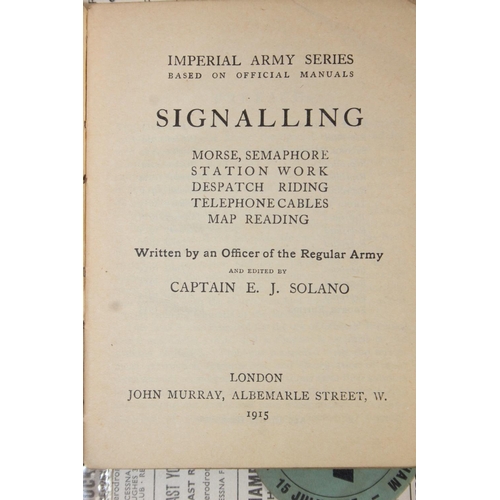 IMPERIAL ARMY SERIES
BASED ON OFFICIAL MANUALS
SIGNALLING
MORSE, SEMAPHORE
STATION WORK
DESPATCH RIDING
TELEPHONE CABLES
MAP READING
Written by an Officer of the Regular Army
AND EDITED BY
CAPTAIN E. J. SOLANO
LONDON
JOHN MURRAY, ALBEMARLE STREET, W.
1915